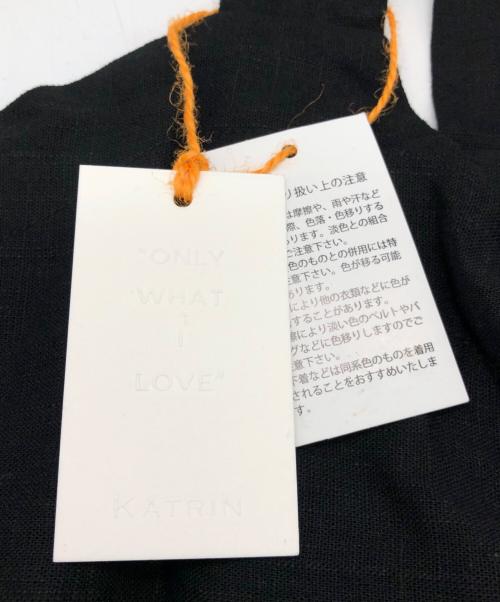 "ONLY
WHAT
I
LOVE"
KATRIN
り扱い上の注意
は摩擦や、雨や汗など
際、色落・色移りする
あります。淡色との組合
ご注意下さい。
色のものとの併用には特
注意下さい。色が移る可能
あります。
により他の衣類などに色が
することがあります。
擦により淡い色のベルトやバ
グなどに色移りしますのでご
注意下さい。
下着などは同系色のものを着用
されることをおすすめいたしま
す。